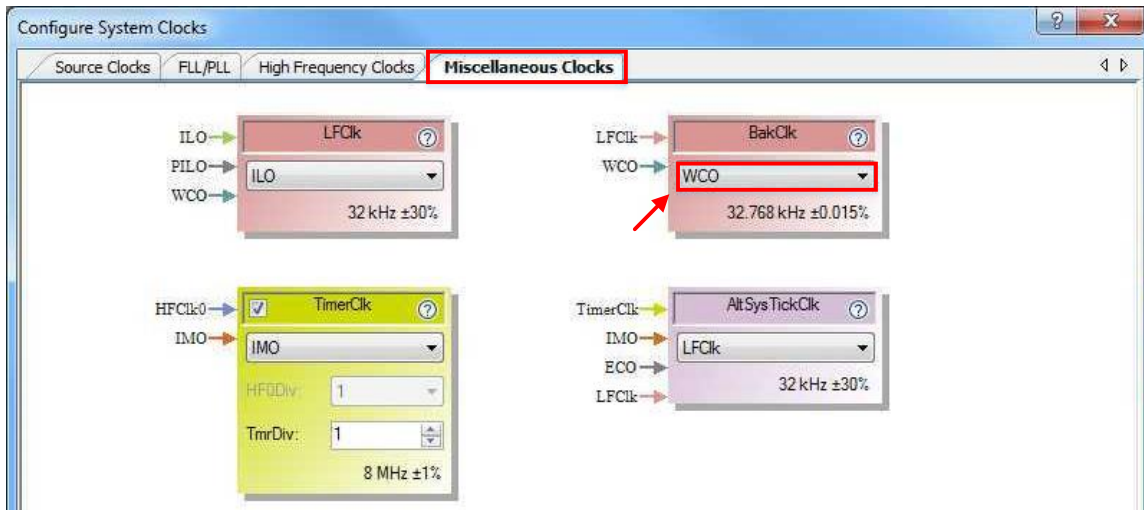 Configure System Clocks
Source Clocks FLL/PLL High Frequency Clocks Miscellaneous Clocks
ILO
PILO
WCO
LFClk
ILO
32 kHz ±30%
LFClk
WCO
BakClk
WCO
32.768 kHz ±0.015%
HFClk0
IMO
TimerClk
IMO
HF0Div: 1
TmrDiv: 1
8 MHz ±1%
TimerClk
IMO
ECO
LFClk
AltSysTickClk
LFClk
32 kHz ±30%